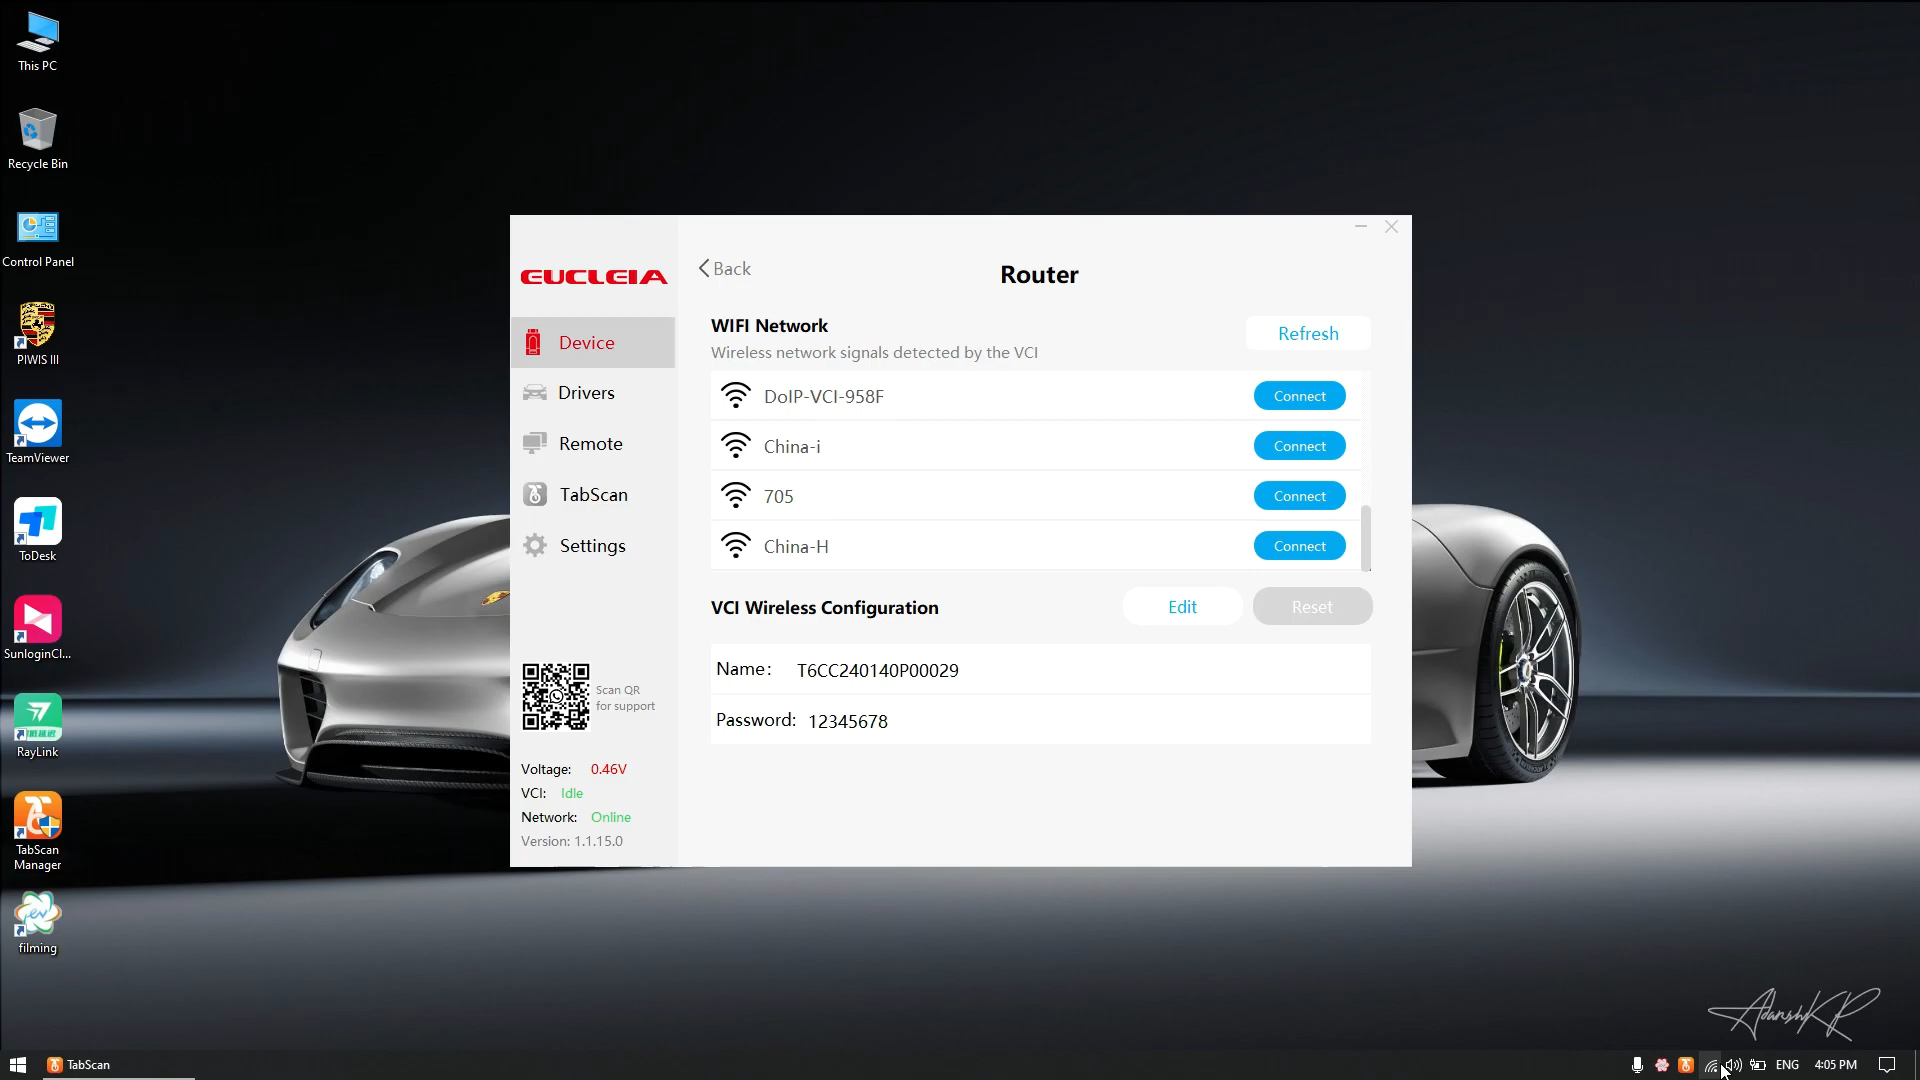 This PC
Recycle Bin
Control Panel
PIWIS III
TeamViewer
ToDesk
SunloginCl...
RayLink
TabScan
Manager
filming
EUCLEIA
Device
Drivers
Remote
TabScan
Settings
Scan QR
for support
Voltage: 0.46V
VCI: Idle
Network: Online
Version: 1.1.15.0
Back
Router
WIFI Network
Refresh
Wireless network signals detected by the VCI
DoIP-VCI-958F Connect
China-i Connect
705 Connect
China-H Connect
VCI Wireless Configuration Edit Reset
Name: T6CC240140P00029
Password: 12345678
TabScan
ENG 4:05 PM